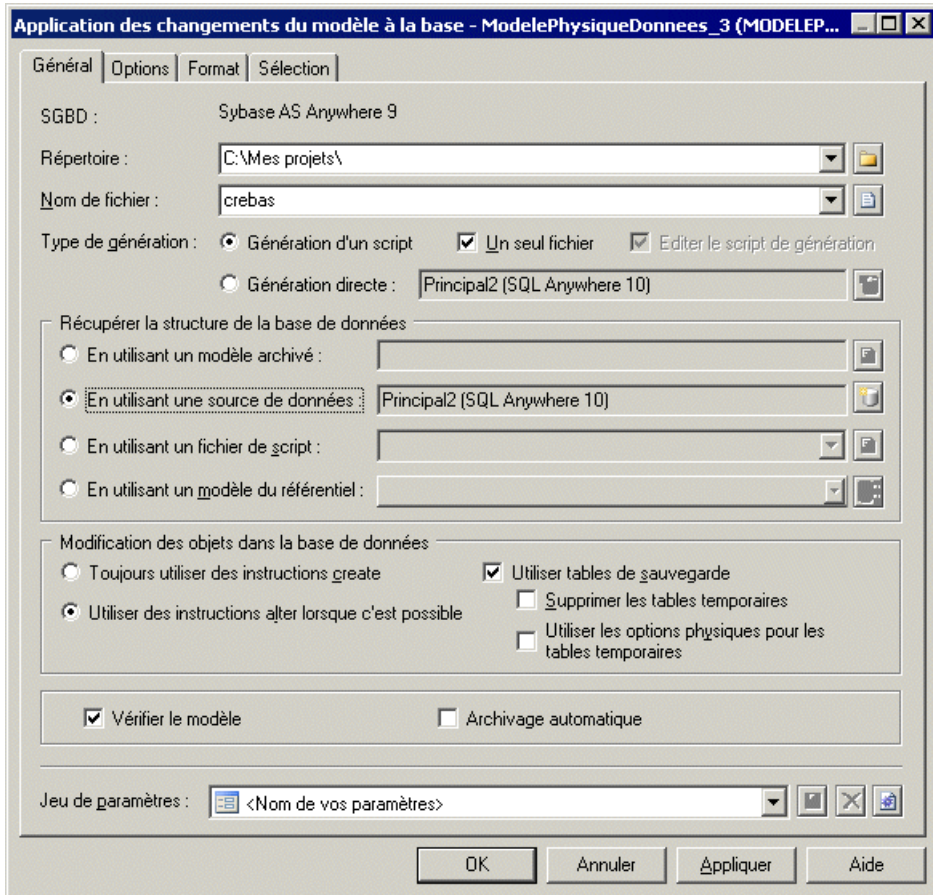 Application des changements du modèle à la base - ModelePhysiqueDonnees_3 (MODELEP...
Général Options Format Sélection
SGBD : Sybase AS Anywhere 9
Répertoire : C:\Mes projets\
Nom de fichier : crebas
Type de génération : Génération d'un script Un seul fichier Editer le script de génération
Génération directe : Principal2 (SQL Anywhere 10)
Récupérer la structure de la base de données
En utilisant un modèle archivé :
En utilisant une source de données : Principal2 (SQL Anywhere 10)
En utilisant un fichier de script :
En utilisant un modèle du référentiel :
Modification des objets dans la base de données
Toujours utiliser des instructions create Utiliser tables de sauvegarde
Supprimer les tables temporaires
Utiliser des instructions alter lorsque c'est possible
Utiliser les options physiques pour les
tables temporaires
Vérifier le modèle Archivage automatique
Jeu de paramètres : <Nom de vos paramètres>
OK Annuler Appliquer Aide